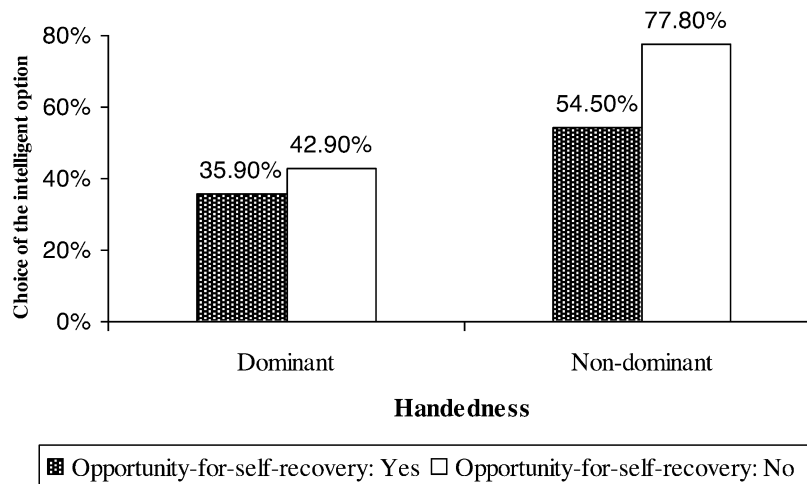 80%
60%
40%
20%
0%
Choice of the intelligent option
35.90%
42.90%
54.50%
77.80%
Dominant
Non-dominant
Handedness
Opportunity-for-self-recovery: Yes
Opportunity-for-self-recovery: No